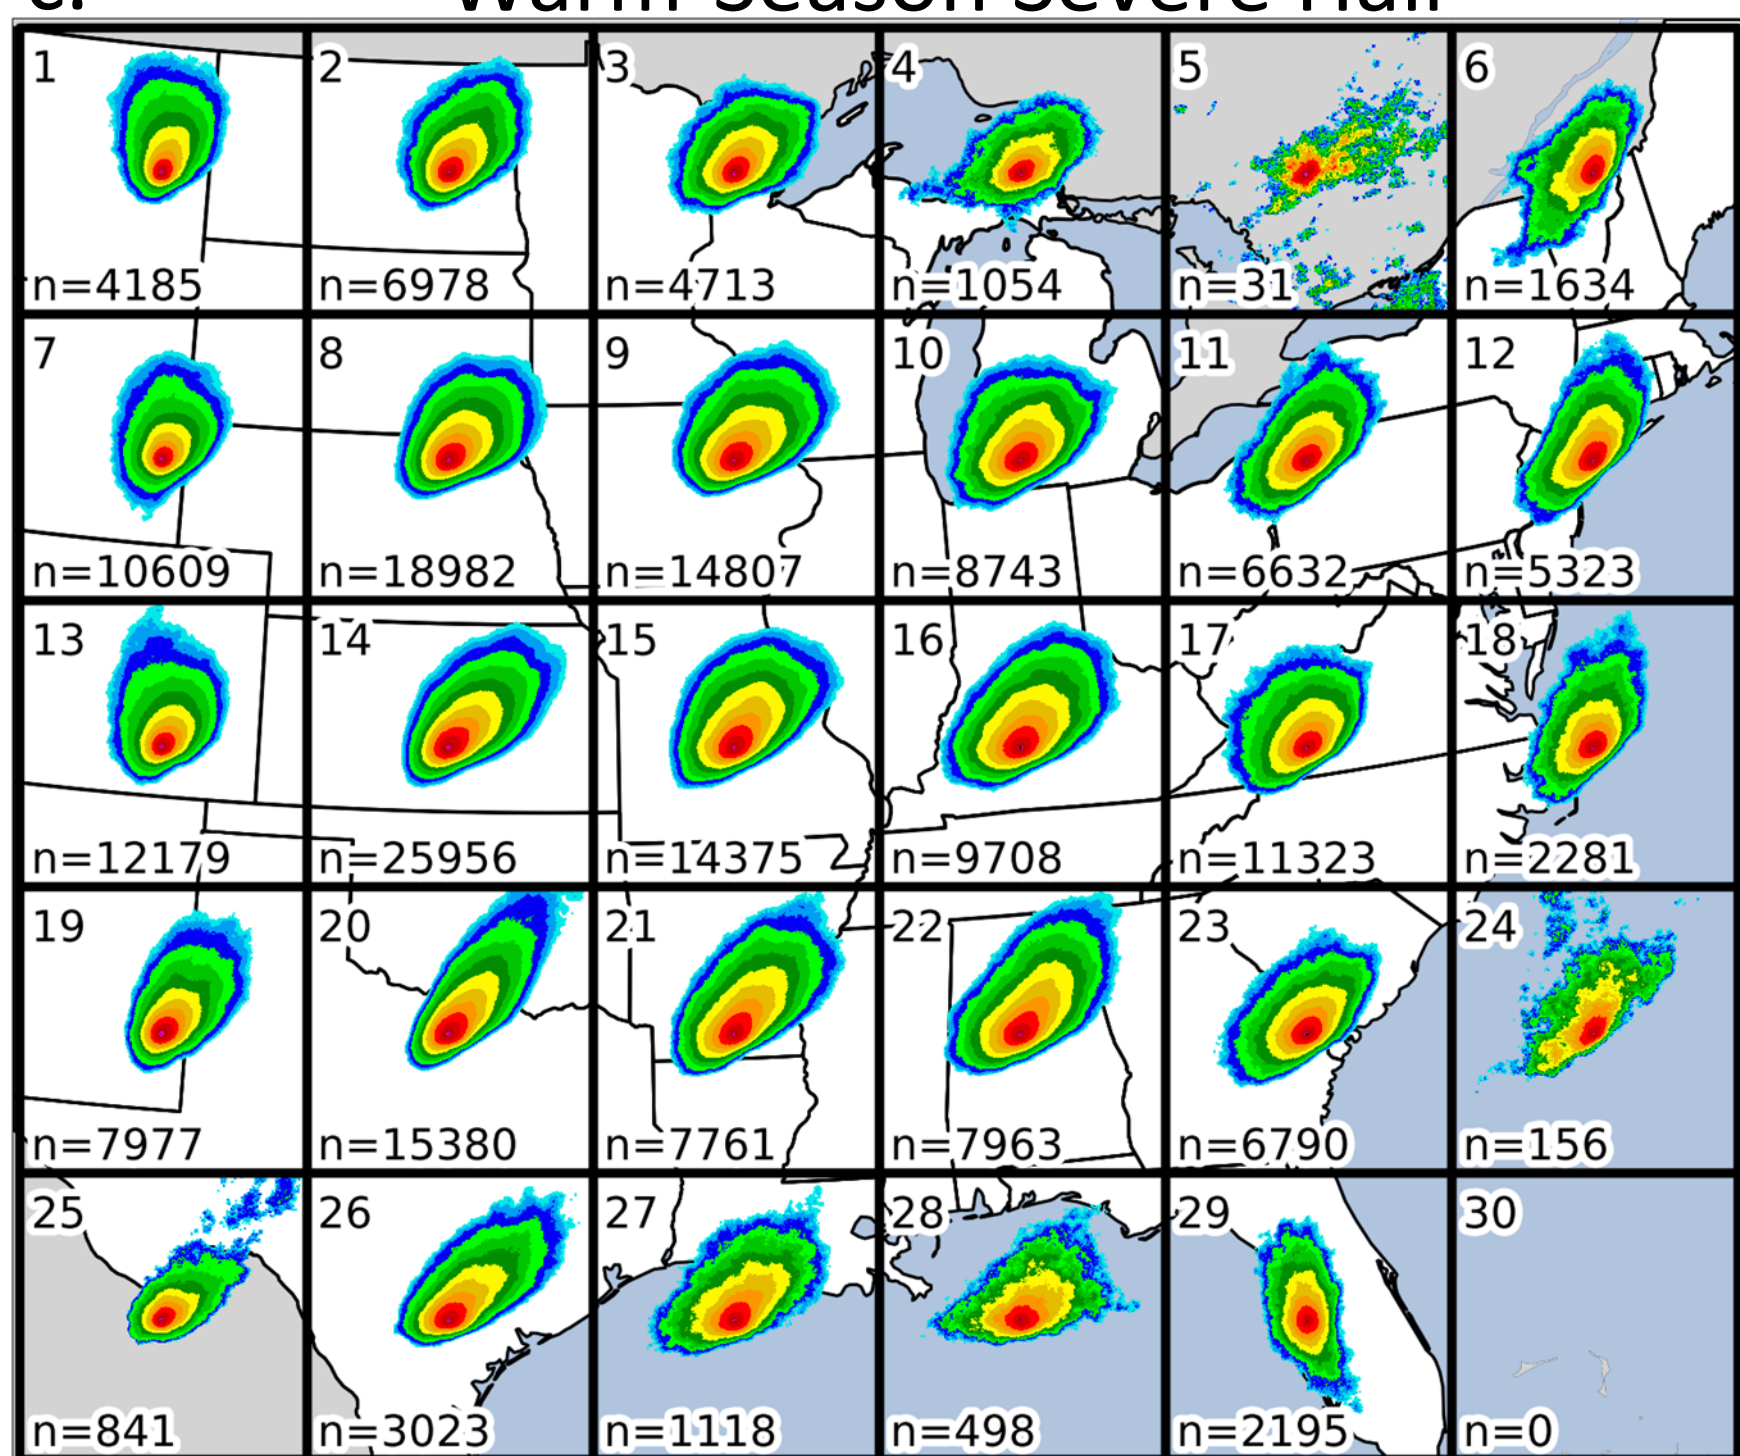 c. Warm Season Severe Hail
1 2 3 4 5 6
n=4185 n=6978 n=4713 n=1054 n=31 n=1634
7 8 9 10 11 12
n=10609 n=18982 n=14807 n=8743 n=6632 n=5323
13 14 15 16 17 18
n=12179 n=25956 n=14375 n=9708 n=11323 n=2281
19 20 21 22 23 24
n=7977 n=15380 n=7761 n=7963 n=6790 n=156
25 26 27 28 29 30
n=841 n=3023 n=1118 n=498 n=2195 n=0